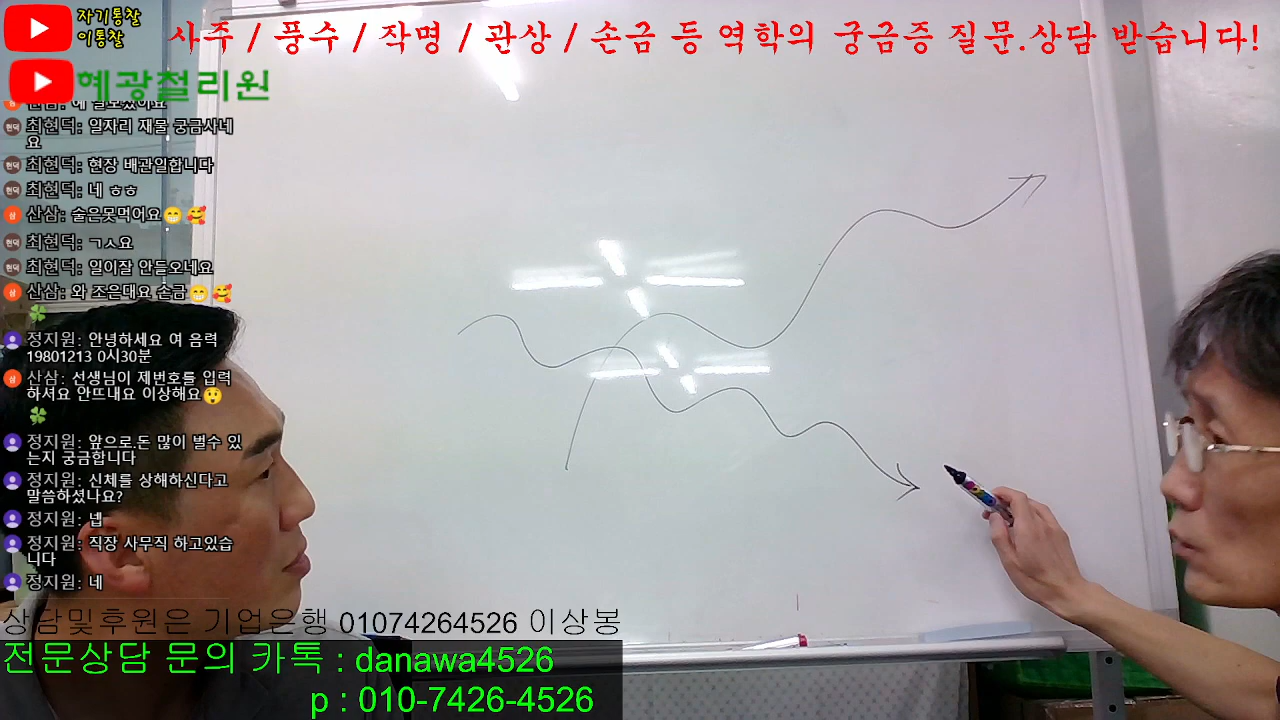 자기통찰
이통찰
사주 / 풍수 / 작명 / 관상 / 손금 등 역학의 궁금증 질문.상담 받습니다!
혜광철리원
최현덕: 일자리 재물 궁금사네
요
최현덕: 현장 배관일합니다
최현덕: 네 ㅎㅎ
산삼: 술은못먹어요😁🥰
최현덕: ㄱㅅ요
최현덕: 일이잘 안들오네요
산삼: 와 조은대요 손금😁🥰
🍀
정지원: 안녕하세요 여 음력
19801213 0시30분
산삼: 선생님이 제번호를 입력
하셔요 안뜨내요 이상해요😲
🍀
정지원: 앞으로.돈 많이 벌수 있
는지 궁금합니다
정지원: 신체를 상해하신다고
말씀하셨나요?
정지원: 넵
정지원: 직장 사무직 하고있습
니다
정지원: 네
상담및후원은 기업은행 01074264526 이상봉
전문상담 문의 카톡 : danawa4526
p : 010-7426-4526